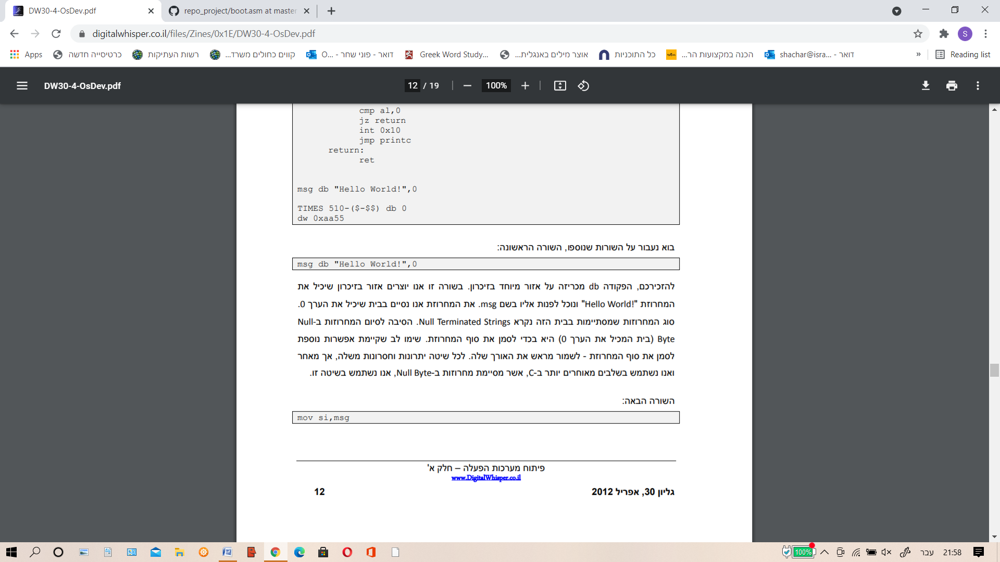 DW30-4-OsDev.pdf
repo_project/boot.asm at master
digitalwhisper.co.il/files/Zines/0x1E/DW30-4-OsDev.pdf
S
Apps
כרטיסייה חדשה
רשות העתיקות
קווים כחולים משרד...
דואר - פוני שחר - O...
Greek Word Study...
אוצר מילים באנגלית...
כל התוכניות
הכנה במקצועות הר...
דואר - shachar@isra...
»
Reading list
DW30-4-OsDev.pdf
12 / 19
100%
cmp al,0
jz return
int 0x10
jmp printc
return:
ret
msg db "Hello World!",0
TIMES 510-($-$$) db 0
dw 0xaa55
בוא נעבור על השורות שנוספו, השורה הראשונה:
msg db "Hello World!",0
להזכירכם, הפקודה db מכריזה על אזור מיוחד בזיכרון. בשורה זו אנו יוצרים אזור בזיכרון שיכיל את
המחרוזת "Hello World!" ונוכל לפנות אליו בשם msg. את המחרוזת אנו נסיים בבית שיכיל את הערך 0.
סוג המחרוזות שמסתיימות בבית הזה נקרא Null Terminated Strings. הסיבה לסיום המחרוזות ב-Null
Byte (בית המכיל את הערך 0) היא בכדי לסמן את סוף המחרוזת. שימו לב שקיימת אפשרות נוספת
לסמן את סוף המחרוזת - לשמור מראש את האורך שלה. לכל שיטה יתרונות וחסרונות משלה, אך מאחר
ואנו נשתמש בשלבים מאוחרים יותר ב-C, אשר מסיימת מחרוזות ב-Null Byte, אנו נשתמש בשיטה זו.
השורה הבאה:
mov si,msg
פיתוח מערכות הפעלה – חלק א'
www.DigitalWhisper.co.il
גליון 30, אפריל 2012
12
100%
עבר
21:58